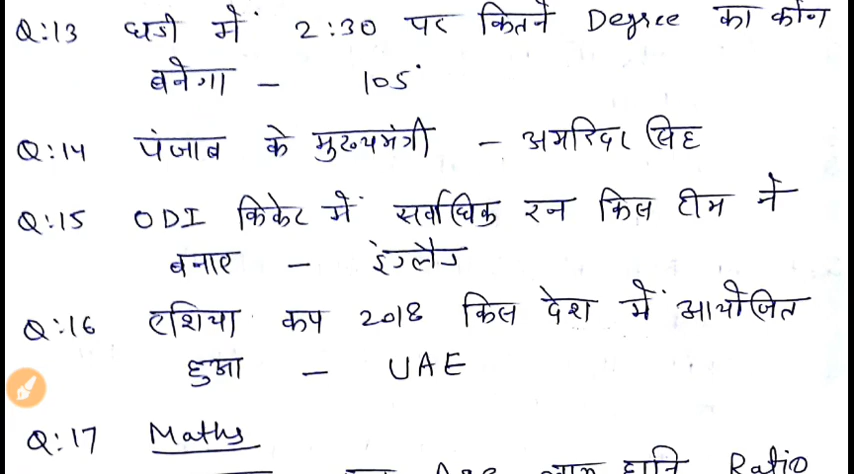 Q:13 घडी में 2:30 पर कितने Degree का कोण
बनेगा – 105°
Q:14 पंजाब के मुख्यमंत्री – अमरिंदर सिंह
Q:15 ODI क्रिकेट में सर्वाधिक रन किस टीम ने
बनाए – इंग्लैंड
Q:16 एशिया कप 2018 किस देश में आयोजित
हुआ – UAE
Q:17 Maths
Ratio